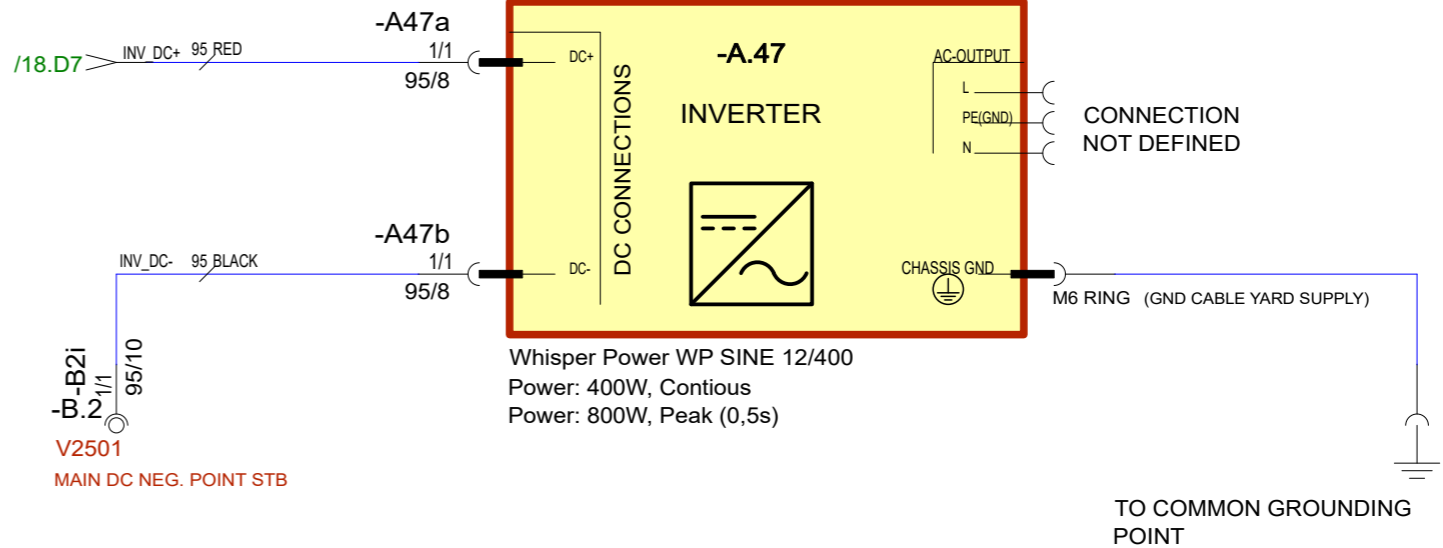 -A47a
/18.D7
INV_DC+
95 RED
1/1
95/8
DC+
DC CONNECTIONS
-A.47
INVERTER
AC-OUTPUT
L
PE(GND)
N
CONNECTION
NOT DEFINED
-A47b
INV_DC-
95 BLACK
1/1
95/8
DC-
CHASSIS GND
M6 RING
(GND CABLE YARD SUPPLY)
Whisper Power WP SINE 12/400
Power: 400W, Contious
Power: 800W, Peak (0,5s)
-B2i
1/1
95/10
-B.2
V2501
MAIN DC NEG. POINT STB
TO COMMON GROUNDING
POINT